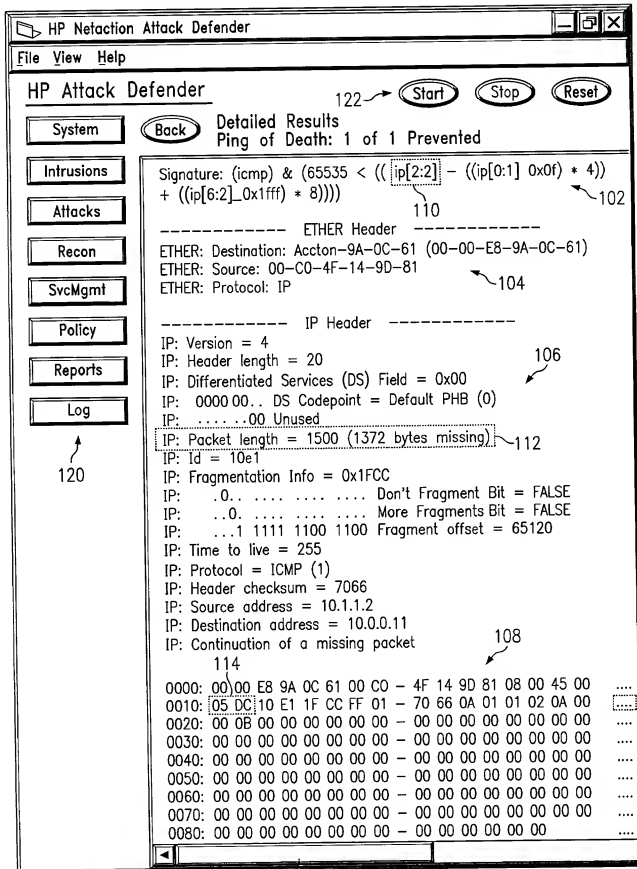 HP Netaction Attack Defender
File View Help
HP Attack Defender
122
Start
Stop
Reset
System
Intrusions
Attacks
Recon
SvcMgmt
Policy
Reports
Log
120
Back
Detailed Results
Ping of Death: 1 of 1 Prevented
Signature: (icmp) & (65535 < (( ip[2:2] – ((ip[0:1] 0x0f) * 4))
+ ((ip[6:2]_0x1fff) * 8))))
102
110
------------- ETHER Header -------------
ETHER: Destination: Accton-9A-0C-61 (00-00-E8-9A-0C-61)
ETHER: Source: 00-C0-4F-14-9D-81
104
ETHER: Protocol: IP
------------- IP Header -------------
IP: Version = 4
IP: Header length = 20
106
IP: Differentiated Services (DS) Field = 0x00
IP: 0000 00.. DS Codepoint = Default PHB (0)
IP: .... ..00 Unused
IP: Packet length = 1500 (1372 bytes missing)
112
IP: Id = 10e1
IP: Fragmentation Info = 0x1FCC
IP: .0.. .... .... .... Don't Fragment Bit = FALSE
IP: ..0. .... .... .... More Fragments Bit = FALSE
IP: ...1 1111 1100 1100 Fragment offset = 65120
IP: Time to live = 255
IP: Protocol = ICMP (1)
IP: Header checksum = 7066
IP: Source address = 10.1.1.2
IP: Destination address = 10.0.0.11
IP: Continuation of a missing packet
114
108
0000: 00 00 E8 9A 0C 61 00 C0 – 4F 14 9D 81 08 00 45 00 ....
0010: 05 DC 10 E1 1F CC FF 01 – 70 66 0A 01 01 02 0A 00 ....
0020: 00 0B 00 00 00 00 00 00 – 00 00 00 00 00 00 00 00 ....
0030: 00 00 00 00 00 00 00 00 – 00 00 00 00 00 00 00 00 ....
0040: 00 00 00 00 00 00 00 00 – 00 00 00 00 00 00 00 00 ....
0050: 00 00 00 00 00 00 00 00 – 00 00 00 00 00 00 00 00 ....
0060: 00 00 00 00 00 00 00 00 – 00 00 00 00 00 00 00 00 ....
0070: 00 00 00 00 00 00 00 00 – 00 00 00 00 00 00 00 00 ....
0080: 00 00 00 00 00 00 00 00 – 00 00 00 00 00 00 ....